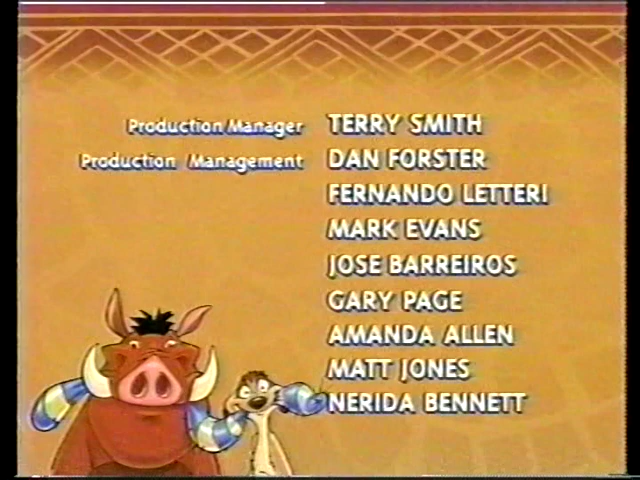 Production Manager TERRY SMITH
Production Management DAN FORSTER
FERNANDO LETTERI
MARK EVANS
JOSE BARREIROS
GARY PAGE
AMANDA ALLEN
MATT JONES
NERIDA BENNETT